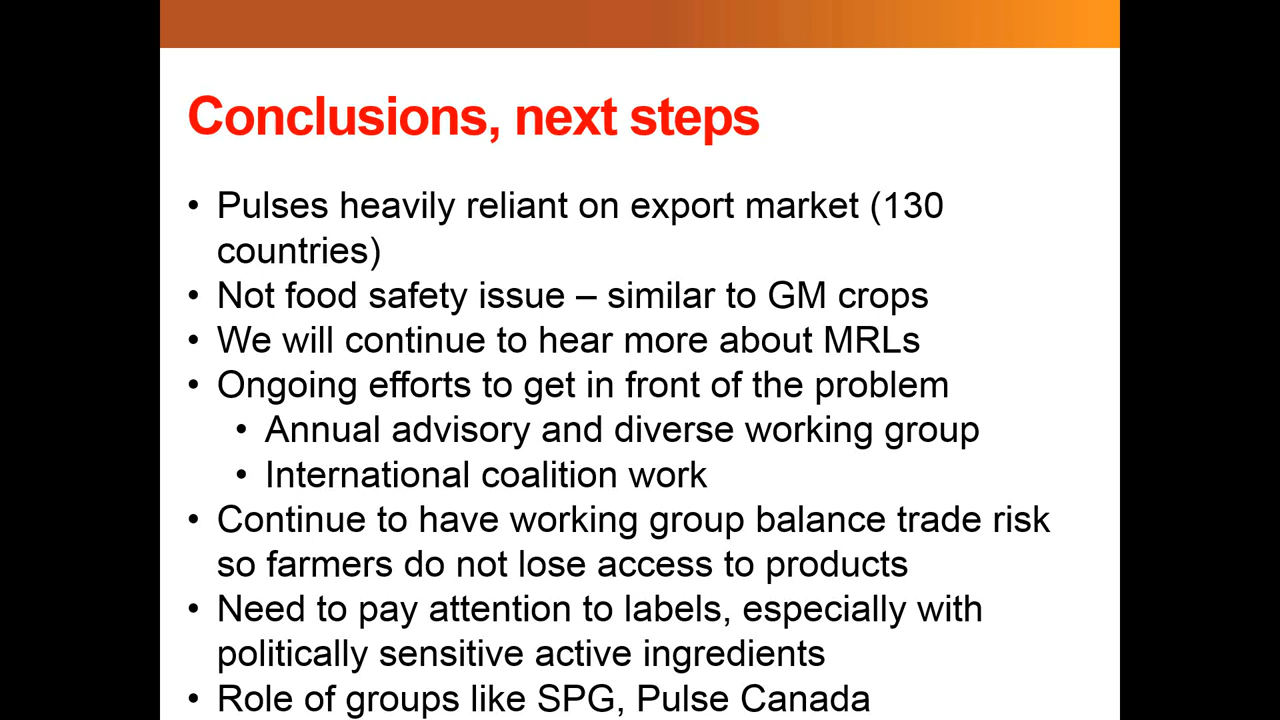 Conclusions, next steps
• Pulses heavily reliant on export market (130
countries)
• Not food safety issue – similar to GM crops
• We will continue to hear more about MRLs
• Ongoing efforts to get in front of the problem
• Annual advisory and diverse working group
• International coalition work
• Continue to have working group balance trade risk
so farmers do not lose access to products
• Need to pay attention to labels, especially with
politically sensitive active ingredients
• Role of groups like SPG, Pulse Canada